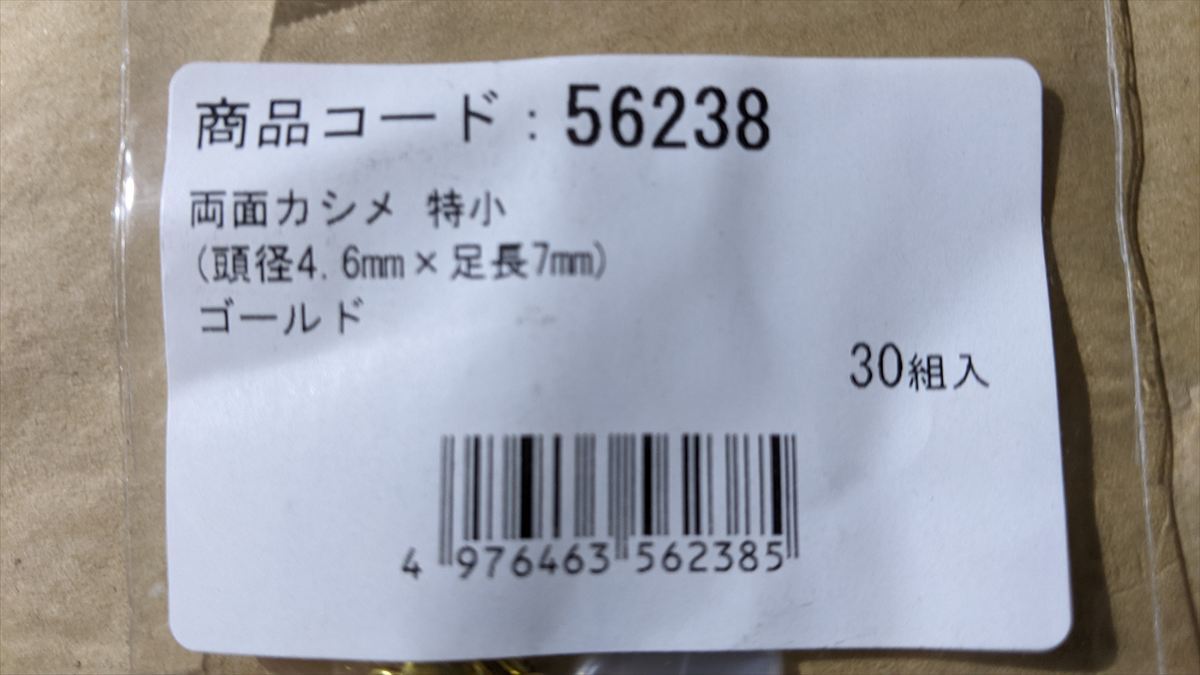 商品コード：56238
両面カシメ 特小
(頭径4.6mm×足長7mm)
ゴールド
30組入
4 976463 562385